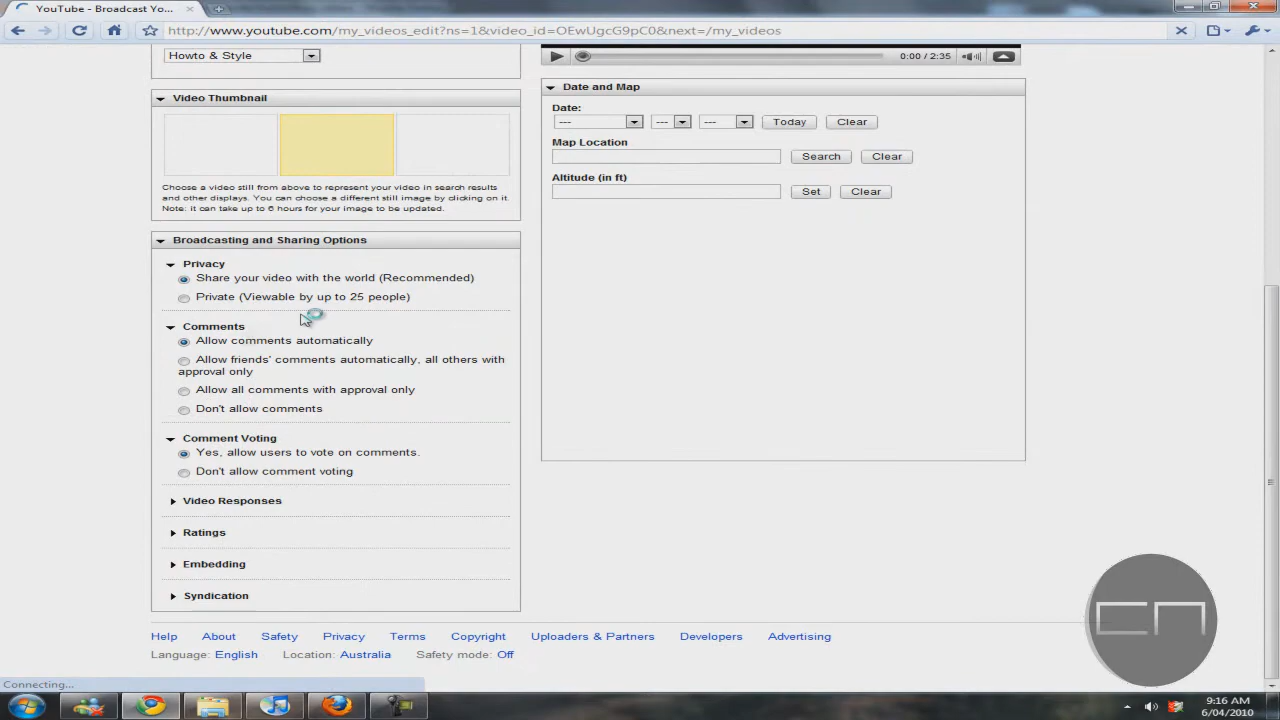 YouTube - Broadcast Yo...
http://www.youtube.com/my_videos_edit?ns=1&video_id=OEwUgcG9pC0&next=/my_videos
Howto & Style
0:00 / 2:35
Video Thumbnail
Choose a video still from above to represent your video in search results
and other displays. You can choose a different still image by clicking on it.
Note: it can take up to 6 hours for your image to be updated.
Broadcasting and Sharing Options
Privacy
Share your video with the world (Recommended)
Private (Viewable by up to 25 people)
Comments
Allow comments automatically
Allow friends' comments automatically, all others with
approval only
Allow all comments with approval only
Don't allow comments
Comment Voting
Yes, allow users to vote on comments.
Don't allow comment voting
Video Responses
Ratings
Embedding
Syndication
Date and Map
Date:
--- --- --- Today Clear
Map Location
Search Clear
Altitude (in ft)
Set Clear
Help About Safety Privacy Terms Copyright Uploaders & Partners Developers Advertising
Language: English Location: Australia Safety mode: Off
cn
Connecting...
9:16 AM
6/04/2010